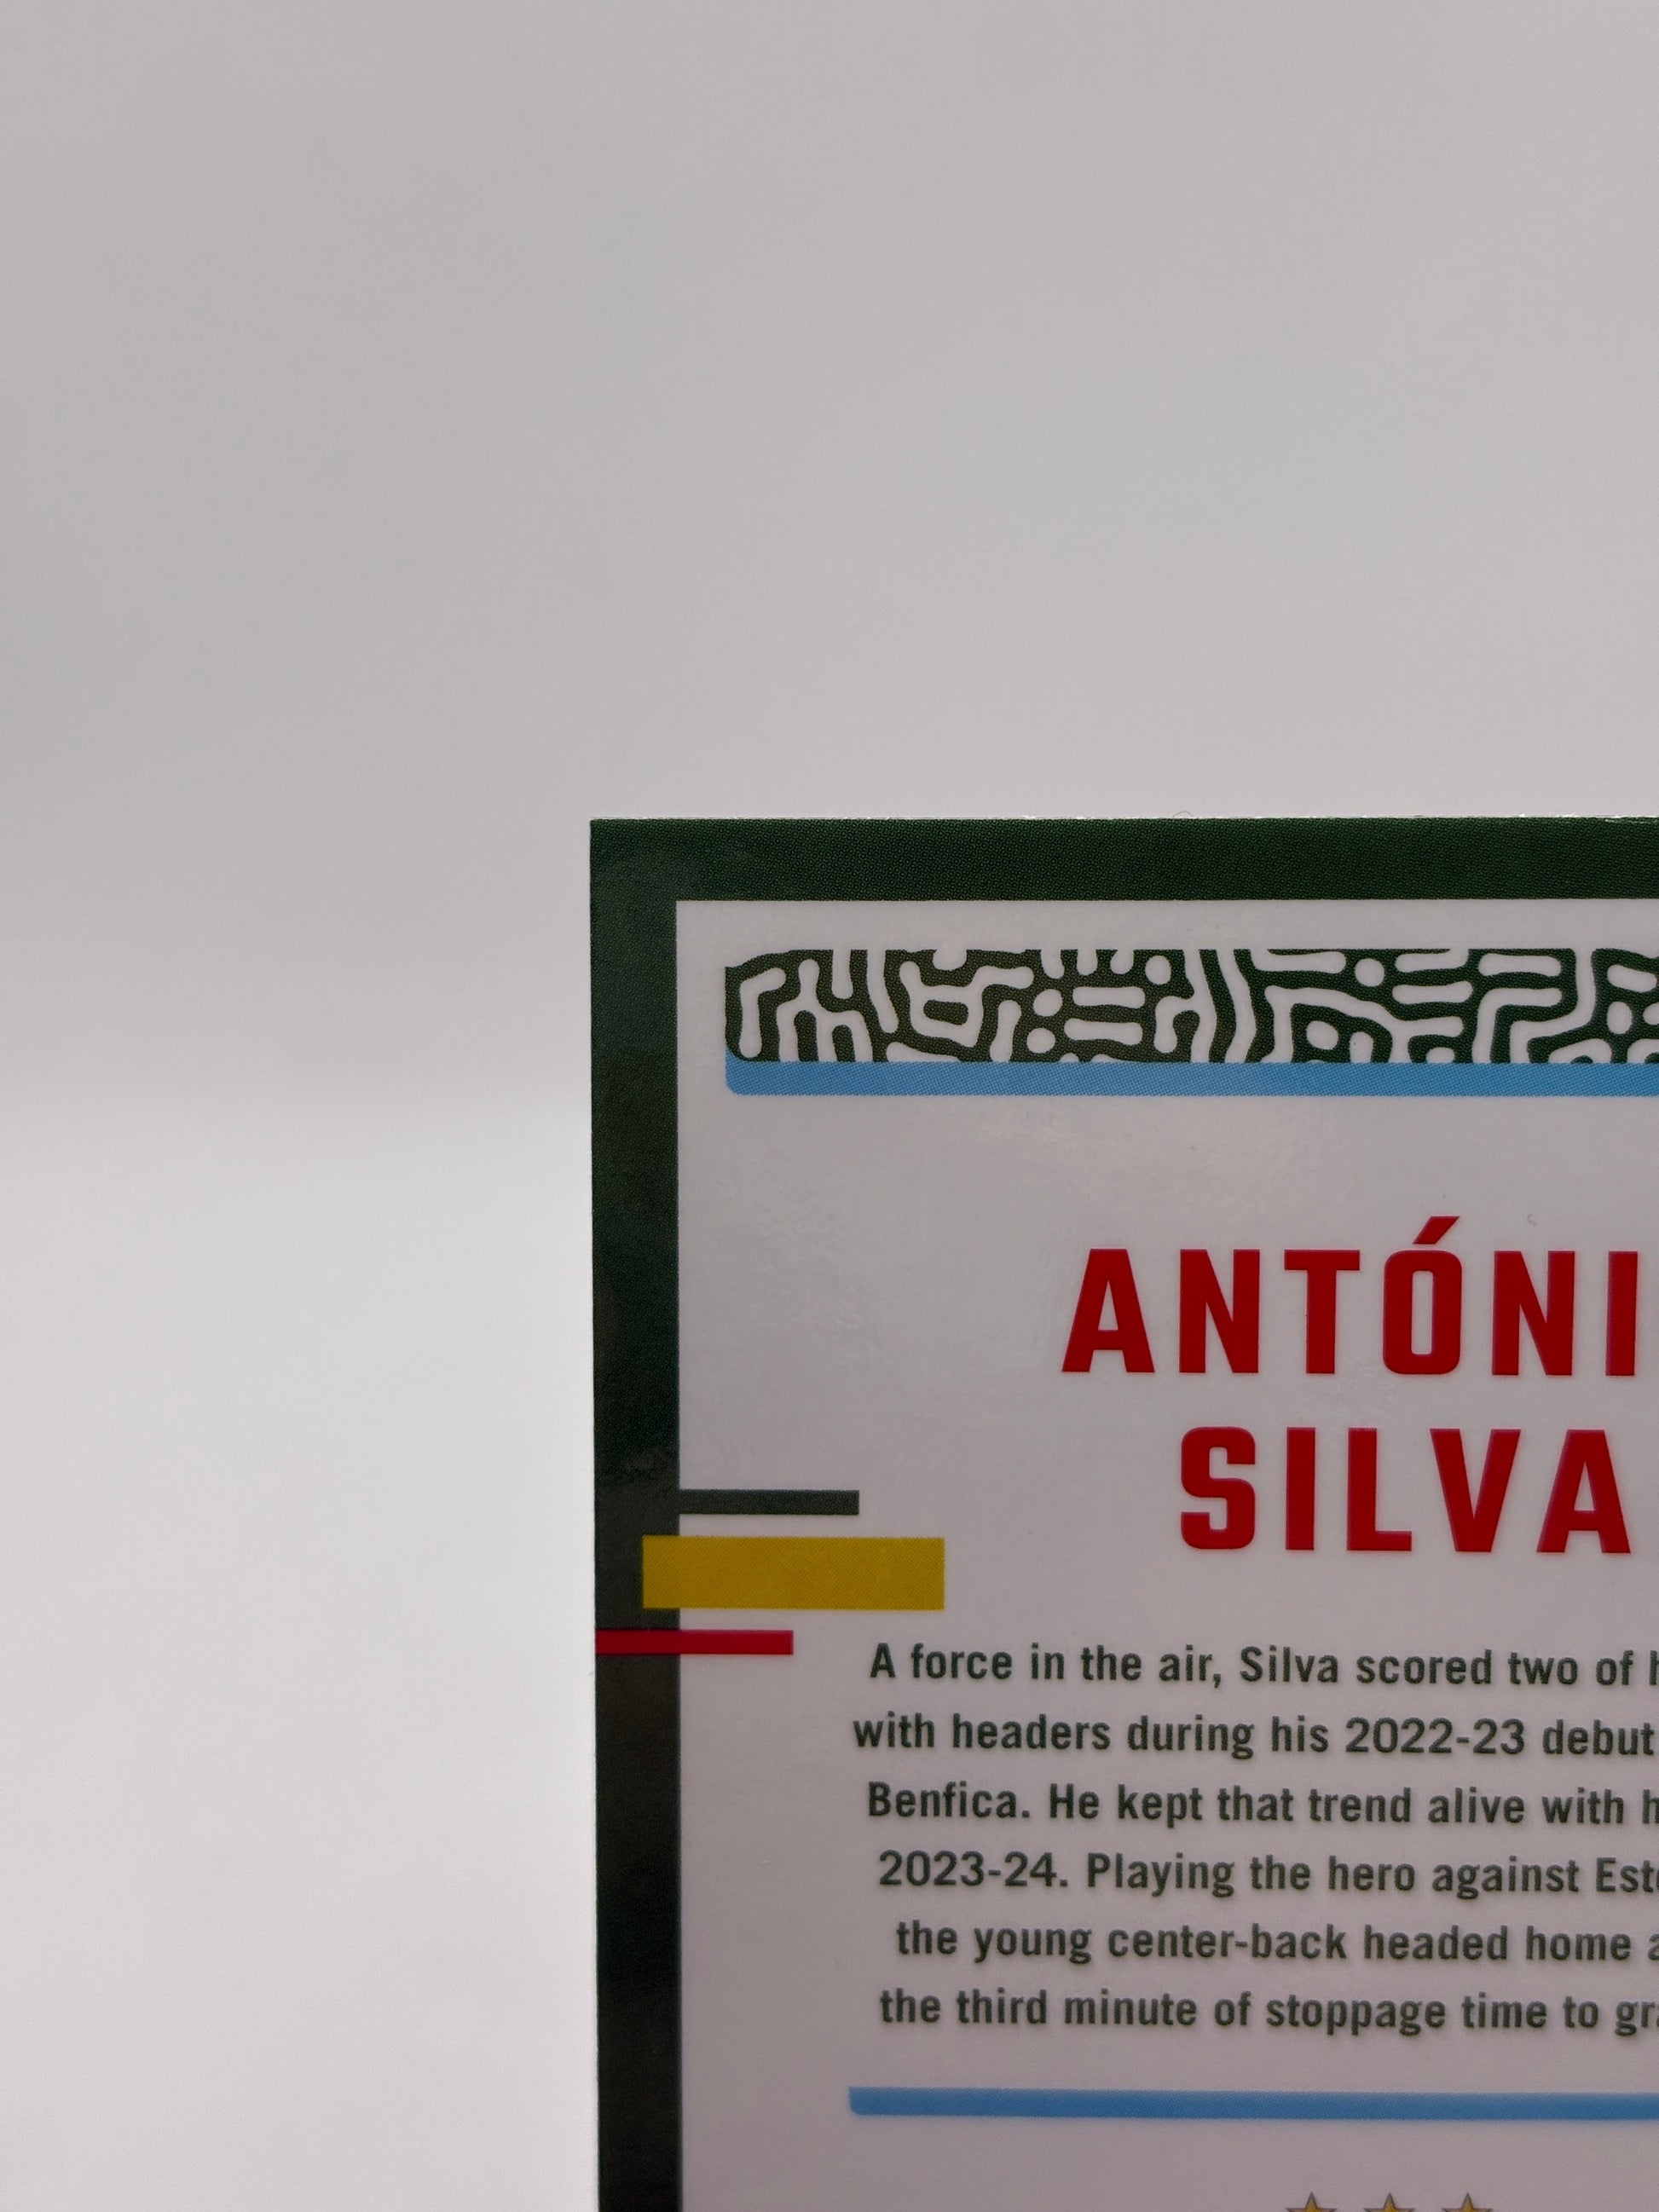 ANTÓNI
SILVA
A force in the air, Silva scored two of
with headers during his 2022-23 debut
Benfica. He kept that trend alive with
2023-24. Playing the hero against
the young center-back headed home
the third minute of stoppage time to